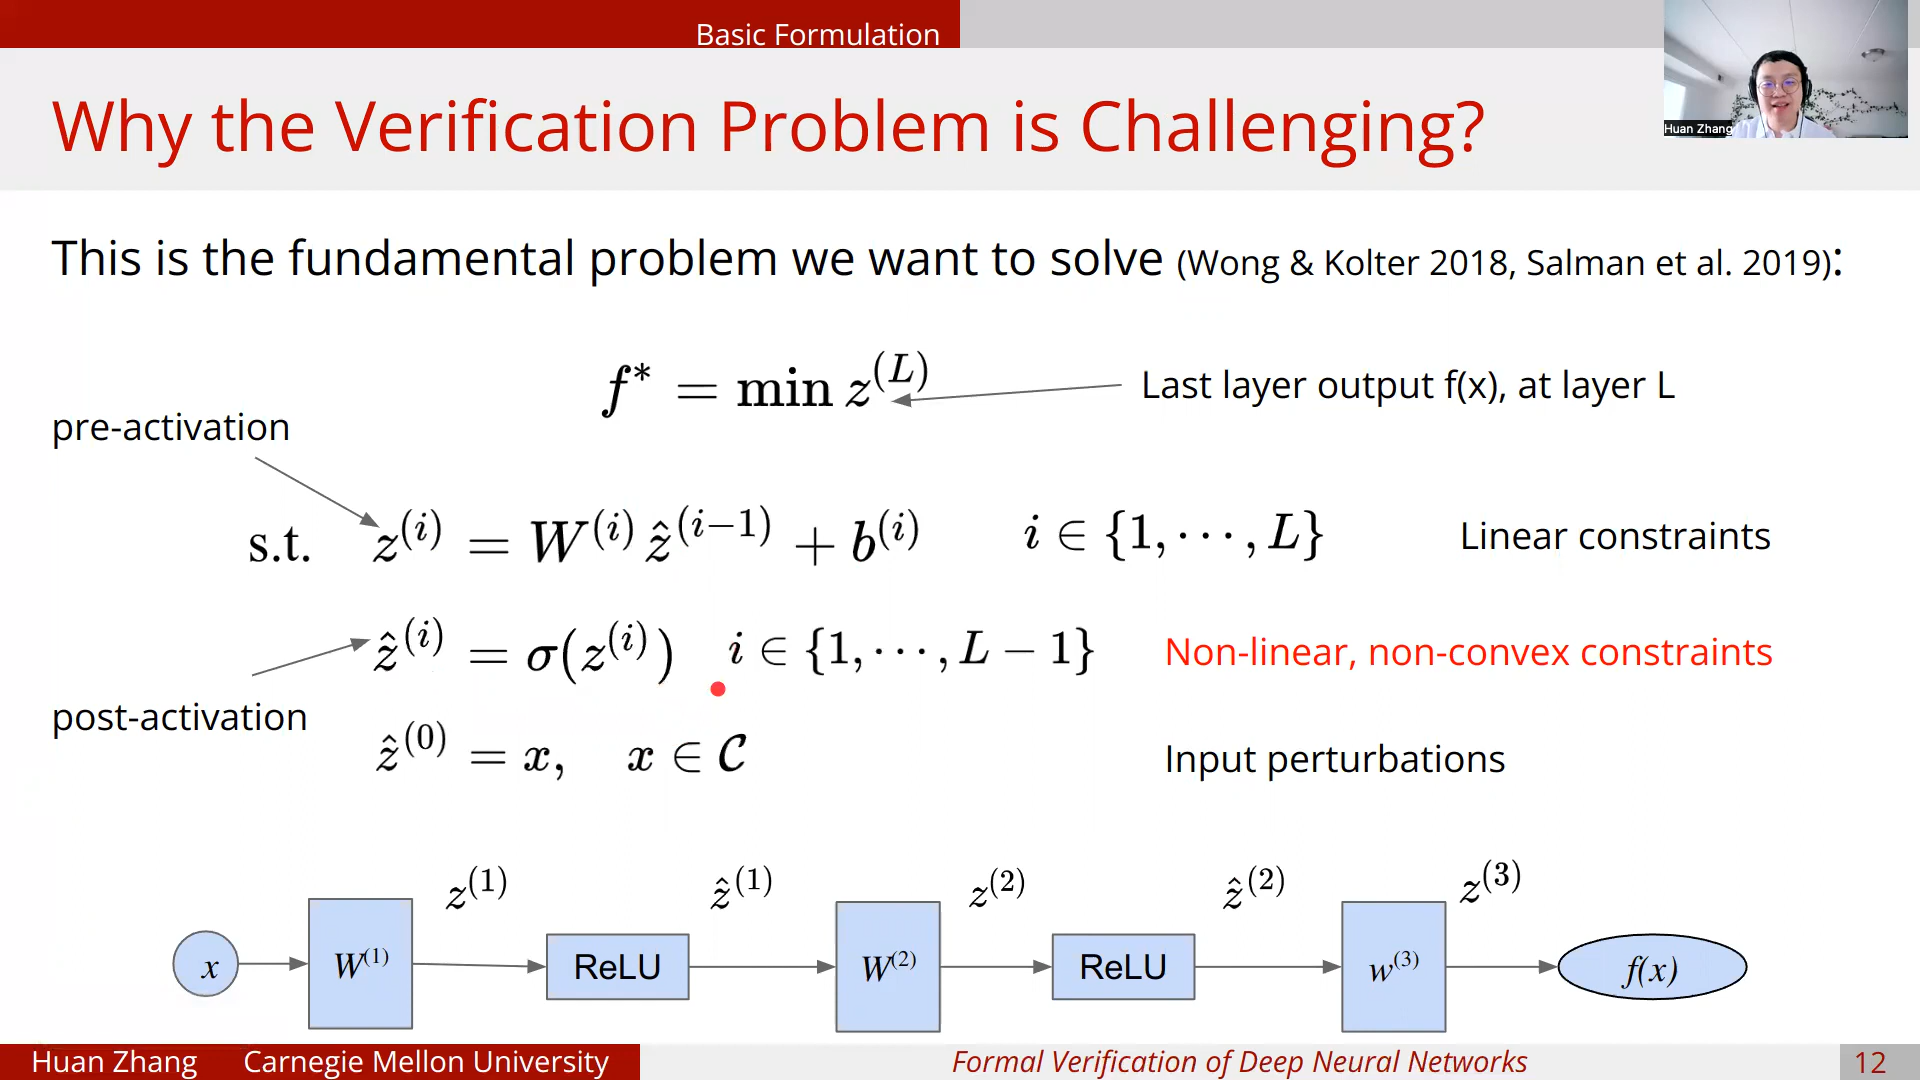 Basic Formulation
Huan Zhang
Why the Verification Problem is Challenging?
This is the fundamental problem we want to solve (Wong & Kolter 2018, Salman et al. 2019):
f* = min z^(L)
Last layer output f(x), at layer L
pre-activation
s.t. z^(i) = W^(i) ẑ^(i−1) + b^(i) i ∈ {1, ⋯, L} Linear constraints
ẑ^(i) = σ(z^(i)) i ∈ {1, ⋯, L − 1} Non-linear, non-convex constraints
post-activation
ẑ^(0) = x, x ∈ 𝒞 Input perturbations
z^(1) ẑ^(1) z^(2) ẑ^(2) z^(3)
x W^(1) ReLU W^(2) ReLU w^(3) f(x)
Huan Zhang Carnegie Mellon University Formal Verification of Deep Neural Networks 12